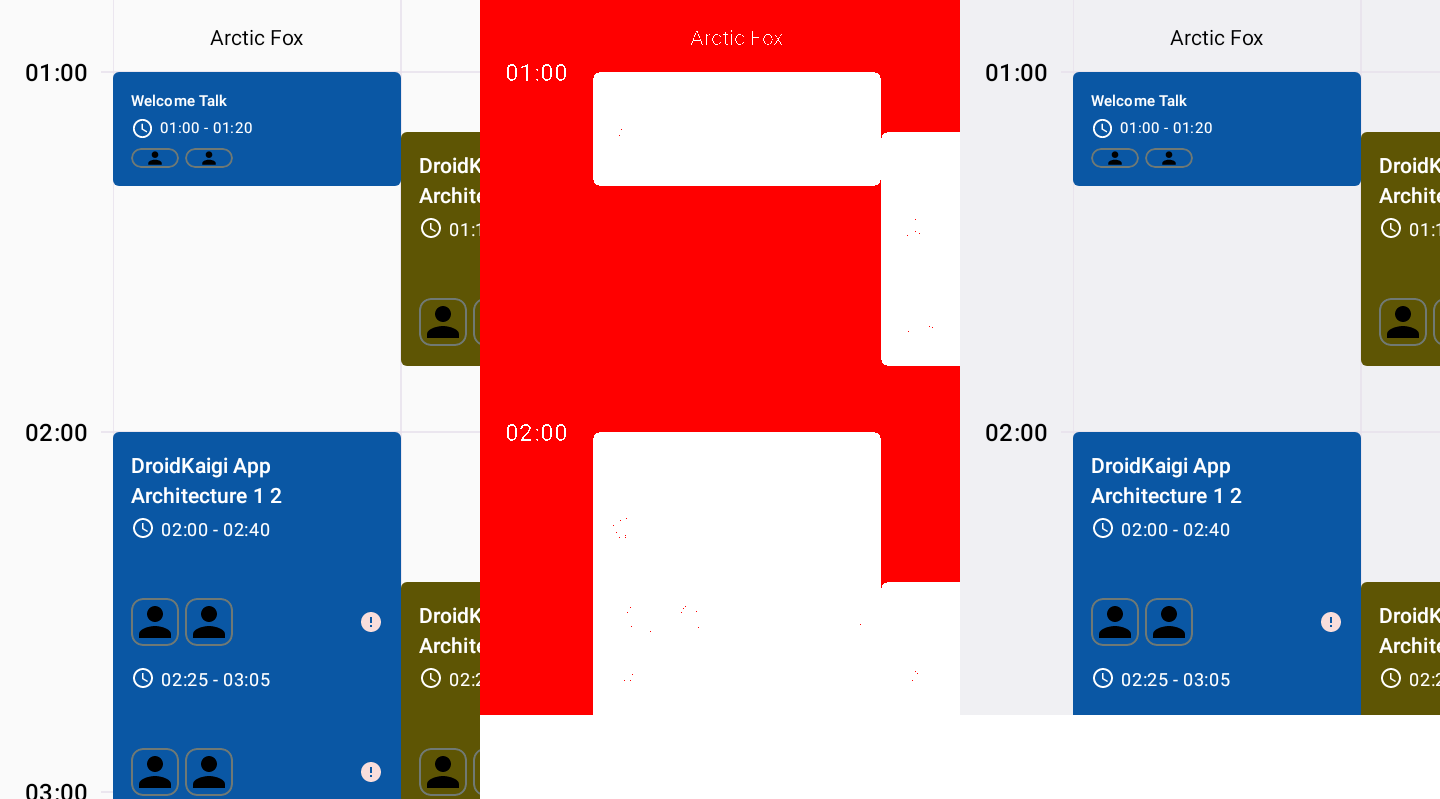 Arctic Fox
01:00
Welcome Talk
01:00 - 01:20
DroidK
Archite
01:1
02:00
DroidKaigi App
Architecture 1 2
02:00 - 02:40
DroidK
Archite
02:25 - 03:05
02:2
03:00
Arctic Fox
01:00
02:00
Arctic Fox
01:00
Welcome Talk
01:00 - 01:20
DroidK
Archite
01:1
02:00
DroidKaigi App
Architecture 1 2
02:00 - 02:40
DroidK
Archite
02:25 - 03:05
02:2